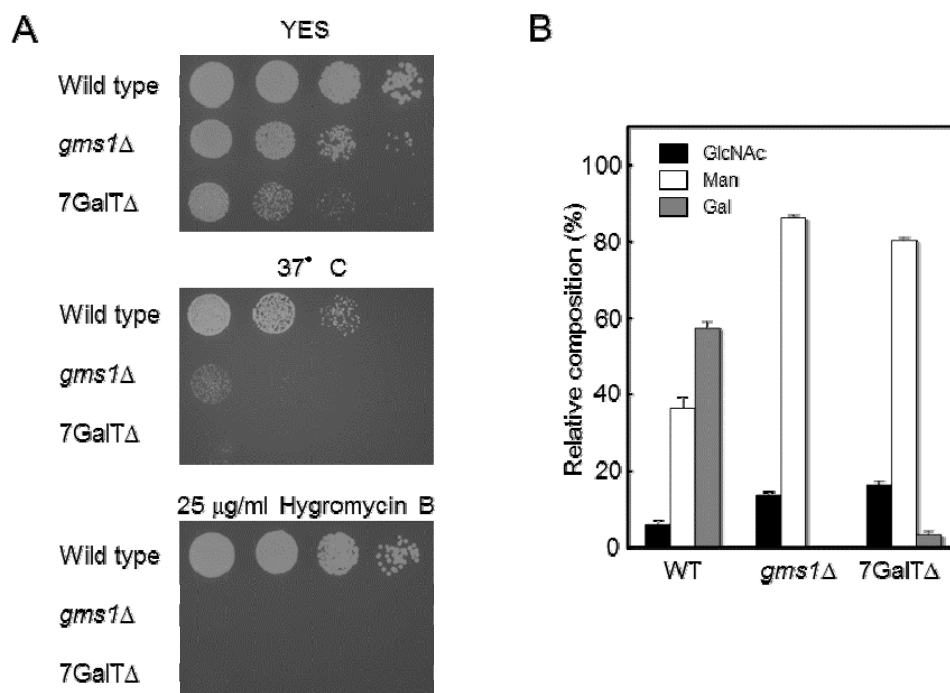 A
YES
Wild type
gms1Δ
7GalTΔ
37° C
Wild type
gms1Δ
7GalTΔ
25 μg/ml Hygromycin B
Wild type
gms1Δ
7GalTΔ
B
Relative composition (%)
100
80
60
40
20
0
GlcNAc
Man
Gal
WT
gms1Δ
7GalTΔ